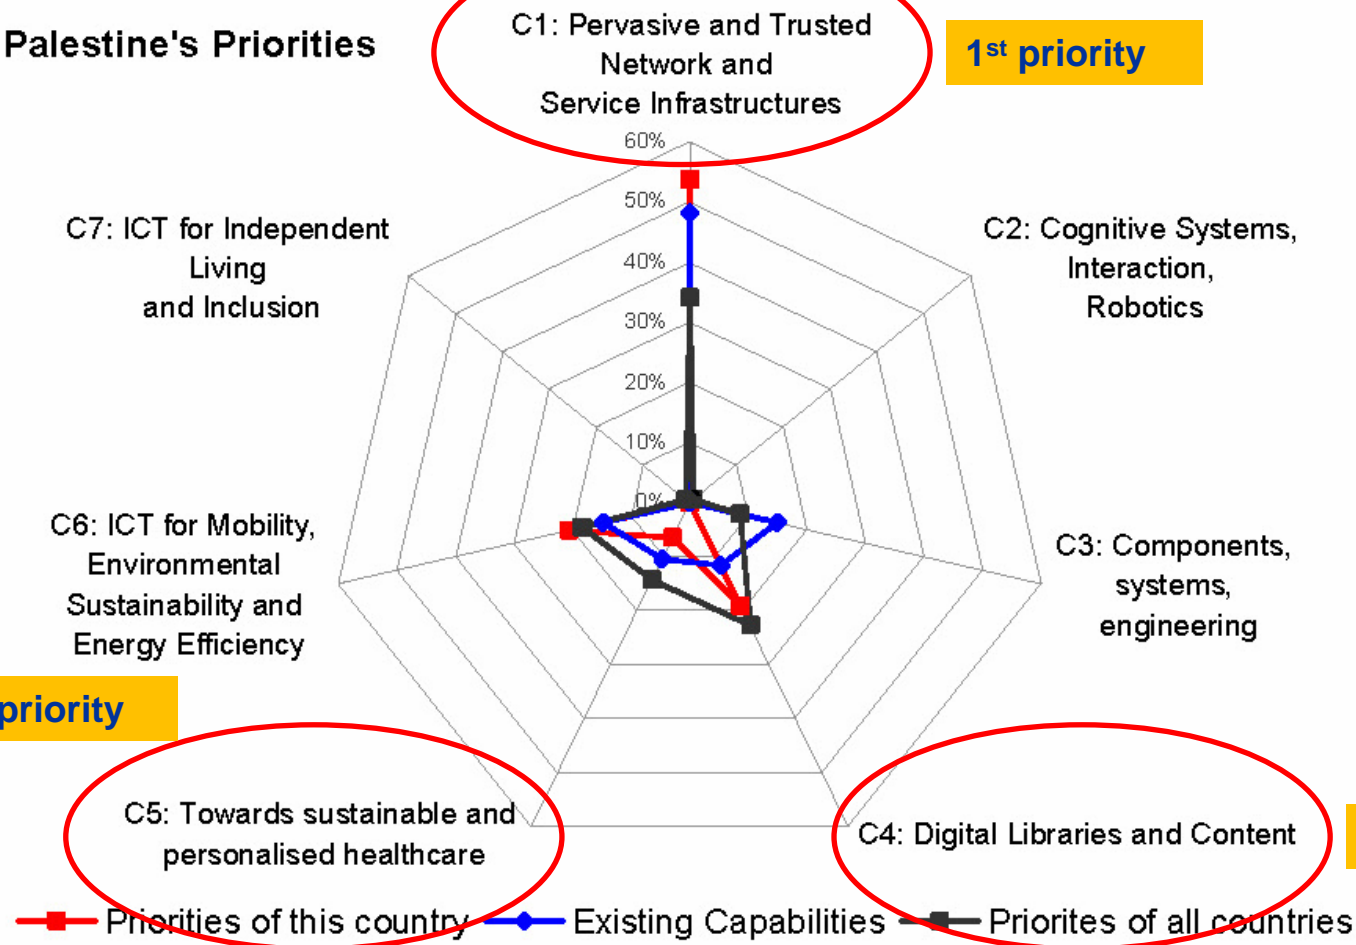 Palestine's Priorities
C1: Pervasive and Trusted
Network and
Service Infrastructures
1st priority
60%
50%
40%
30%
20%
10%
0%
C7: ICT for Independent
Living
and Inclusion
C2: Cognitive Systems,
Interaction,
Robotics
C6: ICT for Mobility,
Environmental
Sustainability and
Energy Efficiency
C3: Components,
systems,
engineering
priority
C5: Towards sustainable and
personalised healthcare
C4: Digital Libraries and Content
Priorities of this country
Existing Capabilities
Priorites of all countries